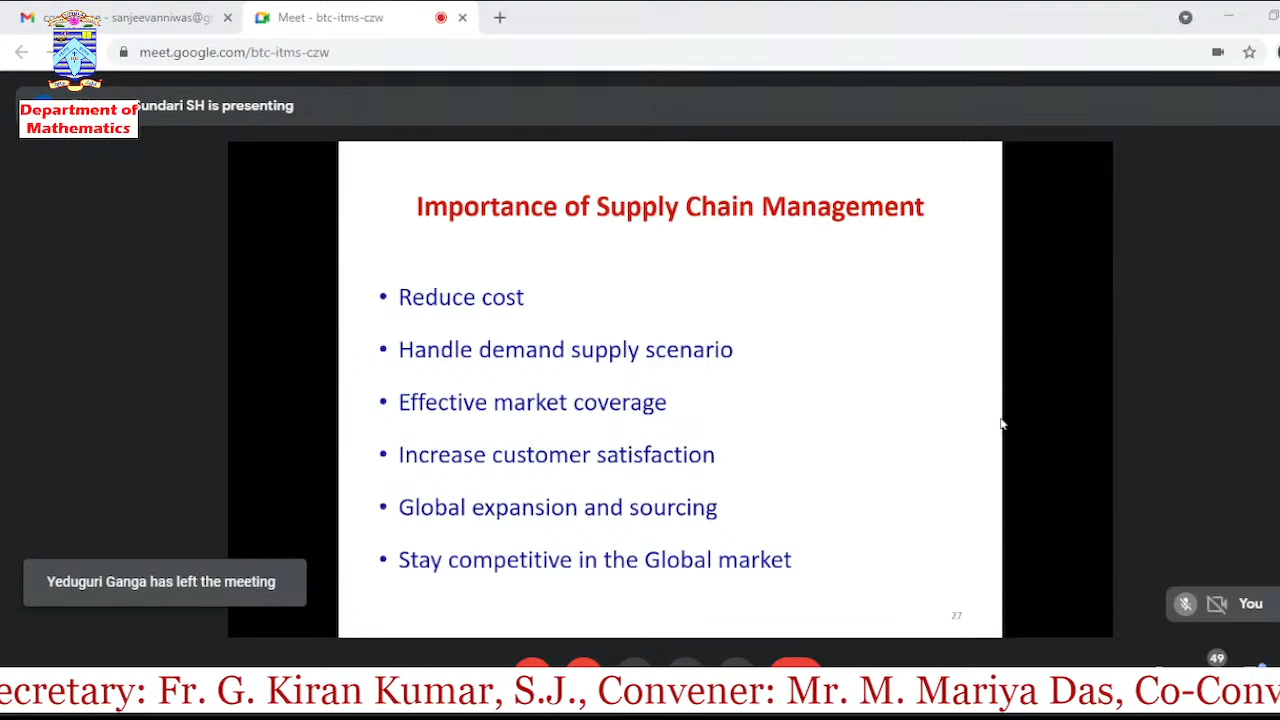 sanjeevanniwas@g
Meet - btc-itms-czw
meet.google.com/btc-itms-czw
Department of
Mathematics
undari SH is presenting
Importance of Supply Chain Management
• Reduce cost
• Handle demand supply scenario
• Effective market coverage
• Increase customer satisfaction
• Global expansion and sourcing
• Stay competitive in the Global market
Yeduguri Ganga has left the meeting
You
27
49
ecretary: Fr. G. Kiran Kumar, S.J., Convener: Mr. M. Mariya Das, Co-Conv